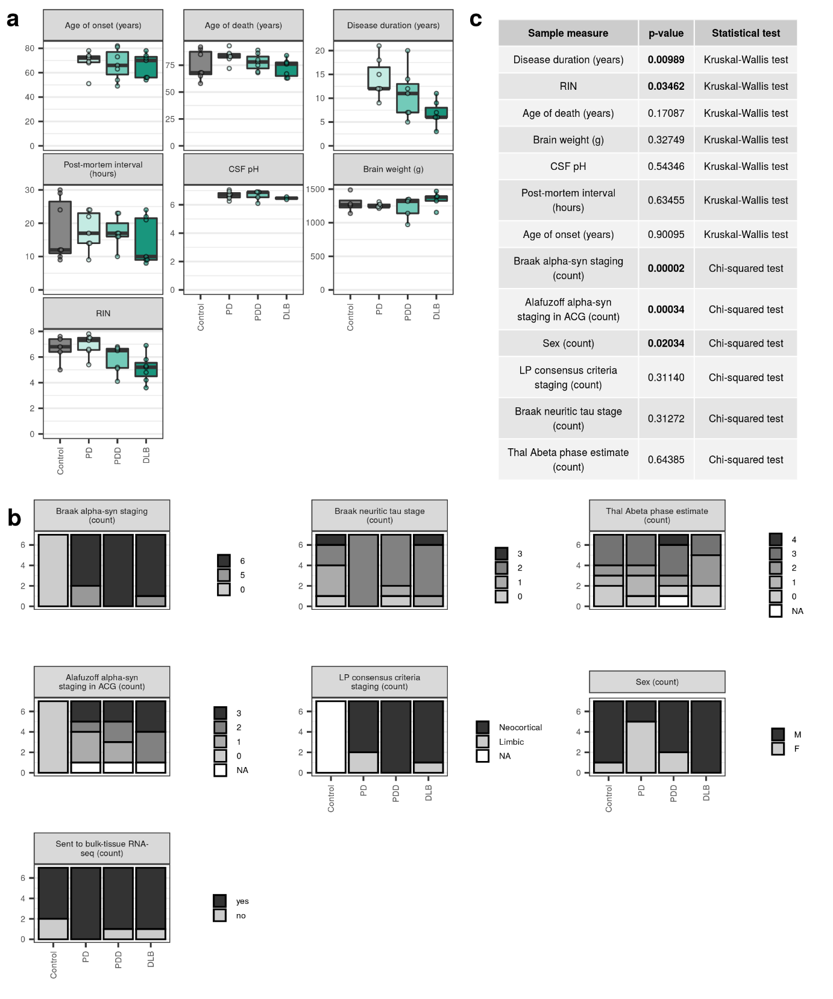 a
Age of onset (years)
Age of death (years)
Disease duration (years)
80
60
40
20
0
75
50
25
0
20
15
10
5
0
Post-mortem interval
(hours)
CSF pH
Brain weight (g)
30
20
10
0
6
4
2
0
1500
1000
500
0
Control
PD
PDD
DLB
Control
PD
PDD
DLB
RIN
8
6
4
2
0
Control
PD
PDD
DLB
c
Sample measure p-value Statistical test
Disease duration (years) 0.00989 Kruskal-Wallis test
RIN 0.03462 Kruskal-Wallis test
Age of death (years) 0.17087 Kruskal-Wallis test
Brain weight (g) 0.32749 Kruskal-Wallis test
CSF pH 0.54346 Kruskal-Wallis test
Post-mortem interval
(hours) 0.63455 Kruskal-Wallis test
Age of onset (years) 0.90095 Kruskal-Wallis test
Braak alpha-syn staging
(count) 0.00002 Chi-squared test
Alafuzoff alpha-syn
staging in ACG (count) 0.00034 Chi-squared test
Sex (count) 0.02034 Chi-squared test
LP consensus criteria
staging (count) 0.31140 Chi-squared test
Braak neuritic tau stage
(count) 0.31272 Chi-squared test
Thal Abeta phase estimate
(count) 0.64385 Chi-squared test
b
Braak alpha-syn staging
(count)
6
4
2
0
6
5
0
Braak neuritic tau stage
(count)
6
4
2
0
3
2
1
0
Thal Abeta phase estimate
(count)
6
4
2
0
4
3
2
1
0
NA
Alafuzoff alpha-syn
staging in ACG (count)
6
4
2
0
3
2
1
0
NA
LP consensus criteria
staging (count)
6
4
2
0
Control
PD
PDD
DLB
Neocortical
Limbic
NA
Sex (count)
6
4
2
0
Control
PD
PDD
DLB
M
F
Sent to bulk-tissue RNA-
seq (count)
6
4
2
0
Control
PD
PDD
DLB
yes
no